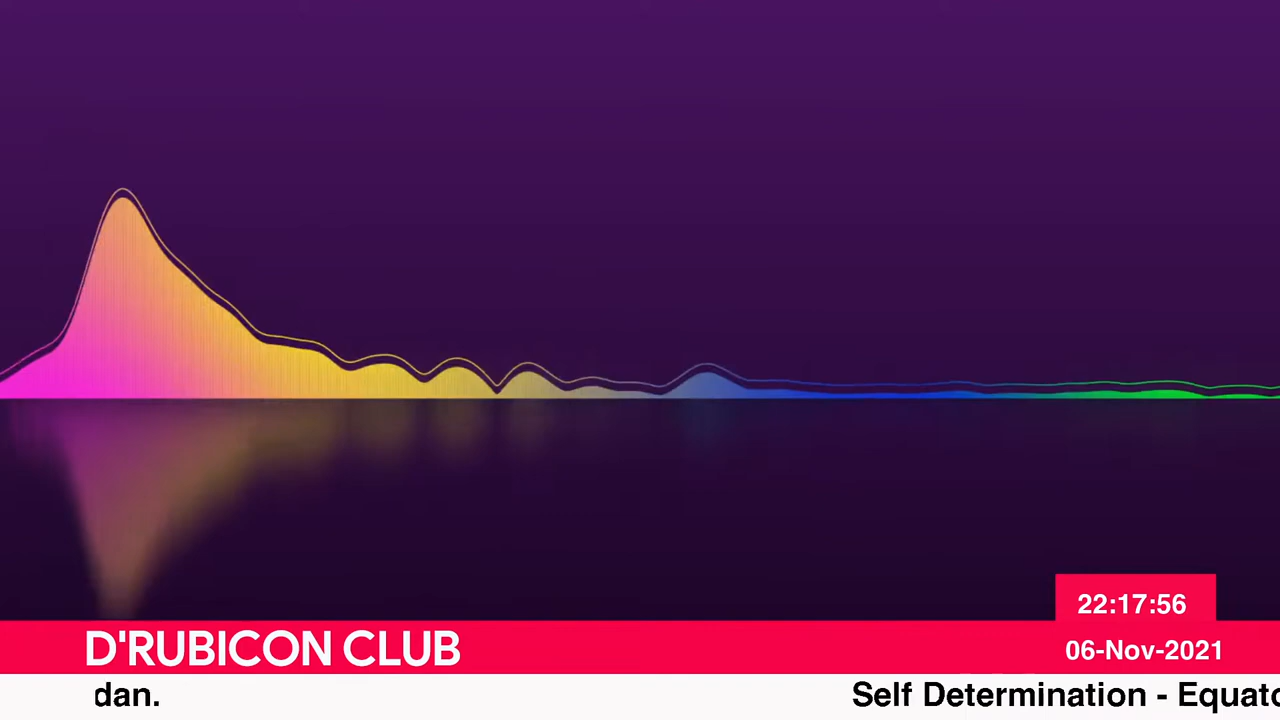 22:17:56
D'RUBICON CLUB
06-Nov-2021
dan. Self Determination - Equato